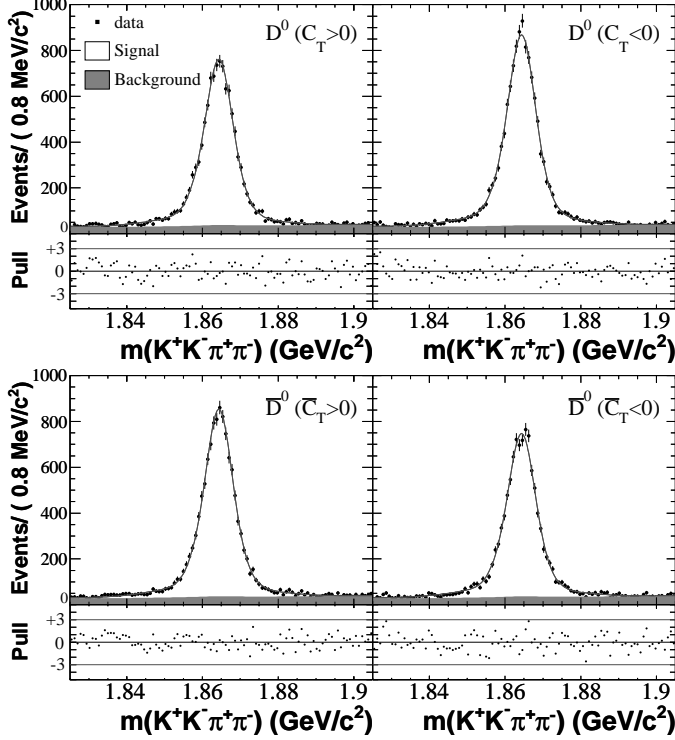 1000
800
600
400
200
0
Events/ ( 0.8 MeV/c²)
data
Signal
Background
D⁰ (C_T>0)
D⁰ (C_T<0)
Pull
+3
0
-3
1.84 1.86 1.88 1.9
1.84 1.86 1.88 1.9
m(K⁺K⁻π⁺π⁻) (GeV/c²)
m(K⁺K⁻π⁺π⁻) (GeV/c²)
1000
800
600
400
200
0
Events/ ( 0.8 MeV/c²)
D̅⁰ (C̅_T>0)
D̅⁰ (C̅_T<0)
Pull
+3
0
-3
1.84 1.86 1.88 1.9
1.84 1.86 1.88 1.9
m(K⁺K⁻π⁺π⁻) (GeV/c²)
m(K⁺K⁻π⁺π⁻) (GeV/c²)